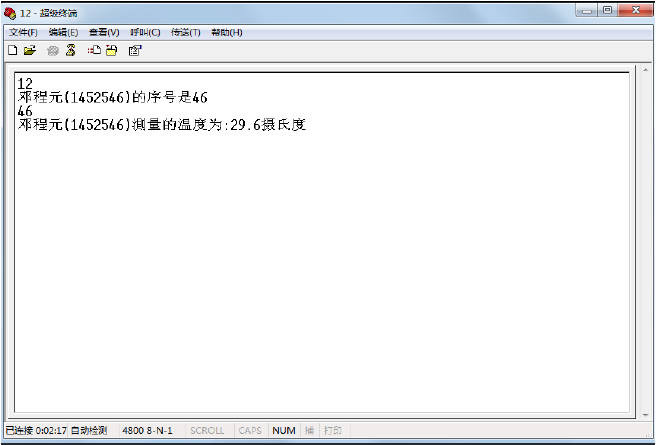 12 - 超级终端
文件(F) 编辑(E) 查看(V) 呼叫(C) 传送(T) 帮助(H)
12
邓程元(1452546)的序号是46
46
邓程元(1452546)测量的温度为:29.6摄氏度
已连接 0:02:17 自动检测 4800 8-N-1 SCROLL CAPS NUM 捕 打印